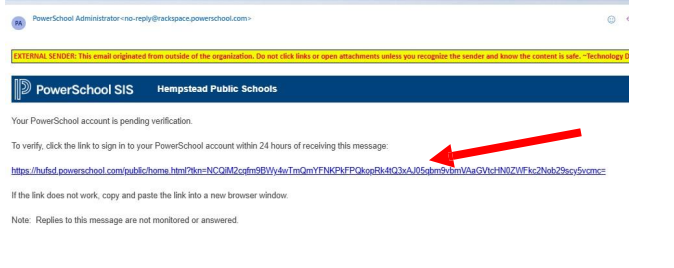 PA
PowerSchool Administrator<no-reply@rackspace.powerschool.com>
EXTERNAL SENDER: This email originated from outside of the organization. Do not click links or open attachments unless you recognize the sender and know the content is safe. ~Technology D
PowerSchool SIS Hempstead Public Schools
Your PowerSchool account is pending verification.
To verify, click the link to sign in to your PowerSchool account within 24 hours of receiving this message:
https://hufsd.powerschool.com/public/home.html?tkn=NCQIM2cqfm9BWy4wTmQmYFNKPkFPQkopRk4tQ3xAJ05qbm9vbmVAaGVtcHN0ZWFkc2Nob29scy5vcmc=
If the link does not work, copy and paste the link into a new browser window.
Note: Replies to this message are not monitored or answered.